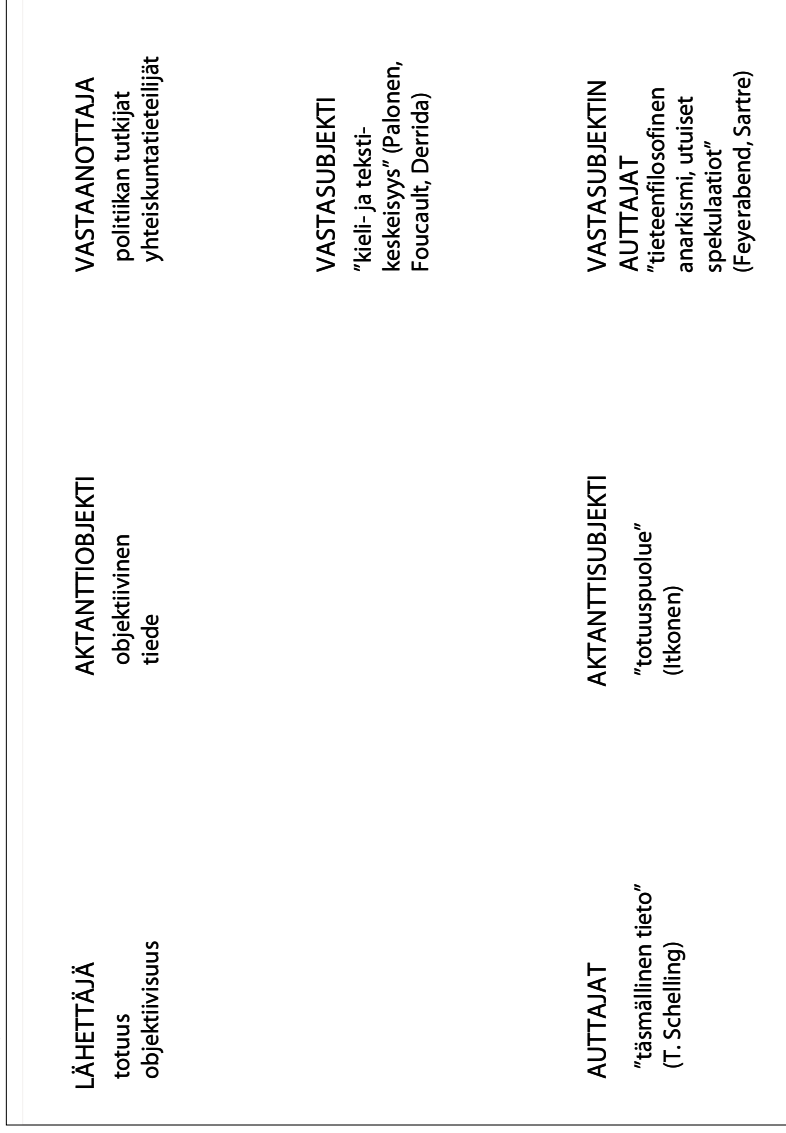 LÄHETTÄJÄ
totuus
objektiivisuus
AKTANTTIOBJEKTI
objektiivinen
tiede
VASTAANOTTAJA
politiikan tutkijat
yhteiskuntatieteilijät
VASTASUBJEKTI
”kieli- ja teksti-
keskeisyys” (Palonen,
Foucault, Derrida)
AUTTAJAT
”täsmällinen tieto”
(T. Schelling)
AKTANTTISUBJEKTI
”totuuspuolue”
(Itkonen)
VASTASUBJEKTIN
AUTTAJAT
”tieteenfilosofinen
anarkismi, utuiset
spekulaatiot”
(Feyerabend, Sartre)